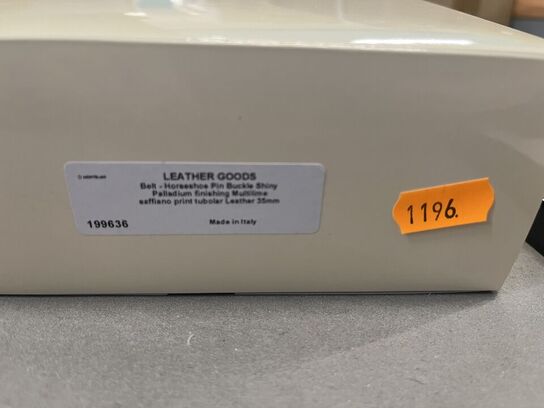 LEATHER GOODS
Belt - Horseshoe Pin Buckle Shiny
Palladium finishing Multilime
saffiano print tubolar Leather 35mm
199636
Made in Italy
1196.